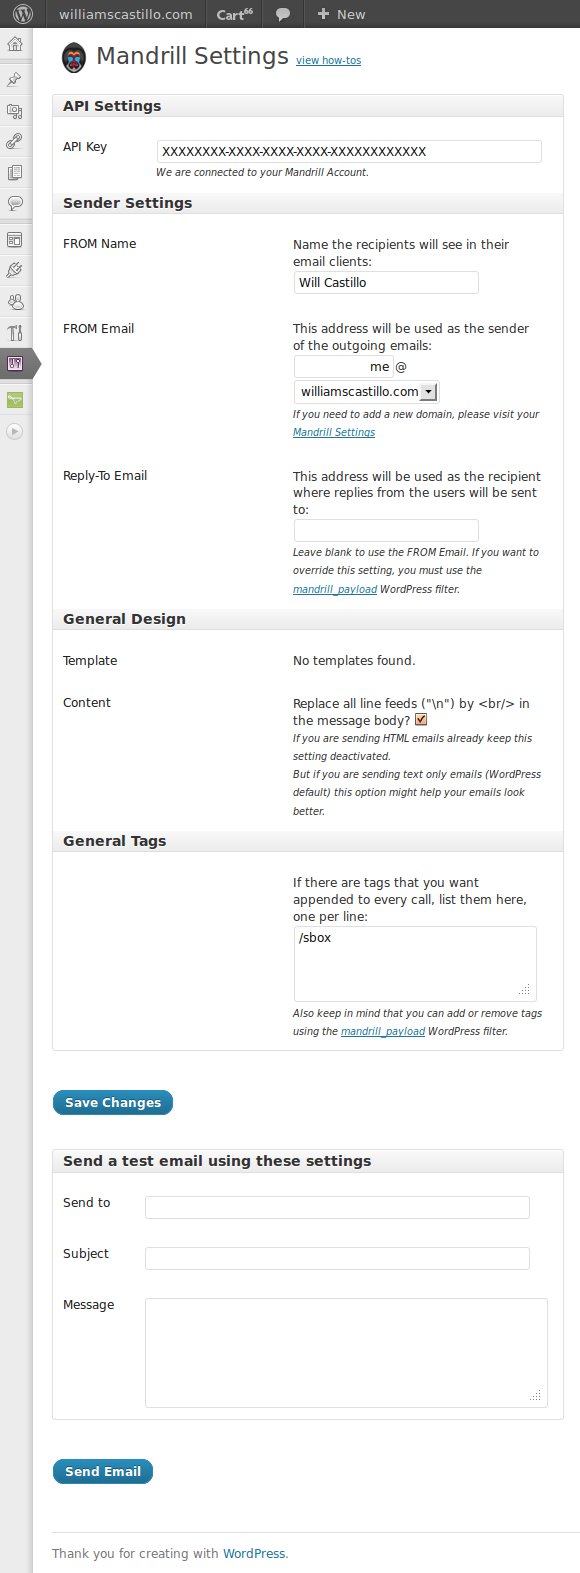 williamscastillo.com Cart66 + New
Mandrill Settings view how-tos
API Settings
API Key
XXXXXXXX-XXXX-XXXX-XXXX-XXXXXXXXXXXX
We are connected to your Mandrill Account.
Sender Settings
FROM Name
Name the recipients will see in their
email clients:
Will Castillo
FROM Email
This address will be used as the sender
of the outgoing emails:
me @
williamscastillo.com
If you need to add a new domain, please visit your
Mandrill Settings
Reply-To Email
This address will be used as the recipient
where replies from the users will be sent
to:
Leave blank to use the FROM Email. If you want to
override this setting, you must use the
mandrill_payload WordPress filter.
General Design
Template
No templates found.
Content
Replace all line feeds ("\n") by <br/> in
the message body?
If you are sending HTML emails already keep this
setting deactivated.
But if you are sending text only emails (WordPress
default) this option might help your emails look
better.
General Tags
If there are tags that you want
appended to every call, list them here,
one per line:
/sbox
Also keep in mind that you can add or remove tags
using the mandrill_payload WordPress filter.
Save Changes
Send a test email using these settings
Send to
Subject
Message
Send Email
Thank you for creating with WordPress.